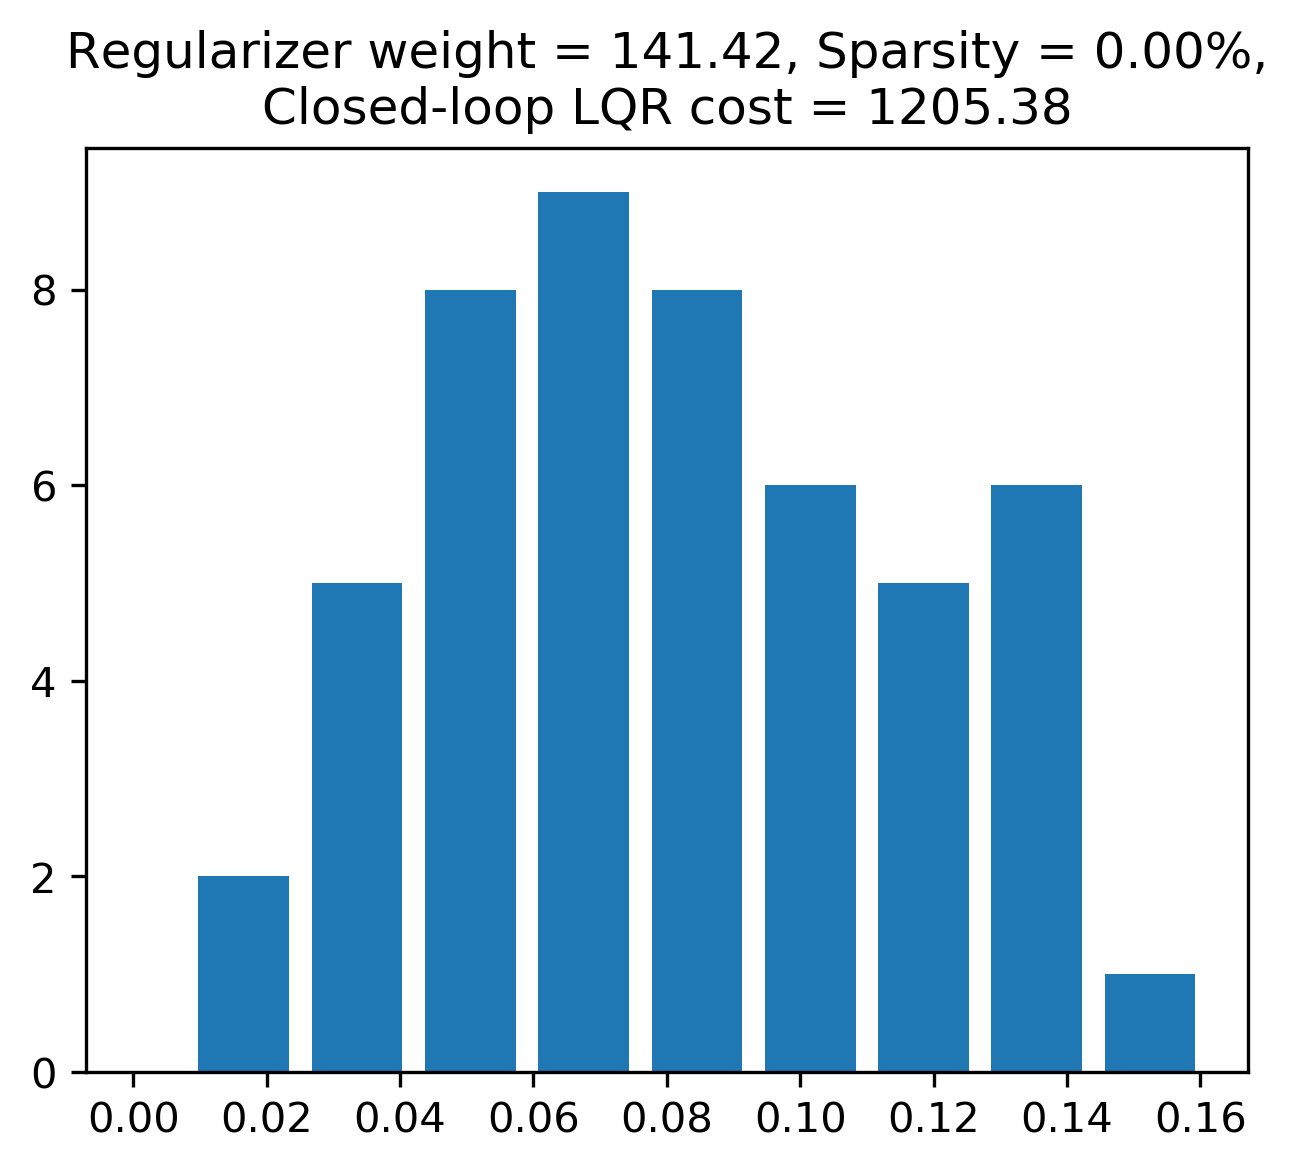 Regularizer weight = 141.42, Sparsity = 0.00%,
Closed-loop LQR cost = 1205.38
8
6
4
2
0
0.00 0.02 0.04 0.06 0.08 0.10 0.12 0.14 0.16